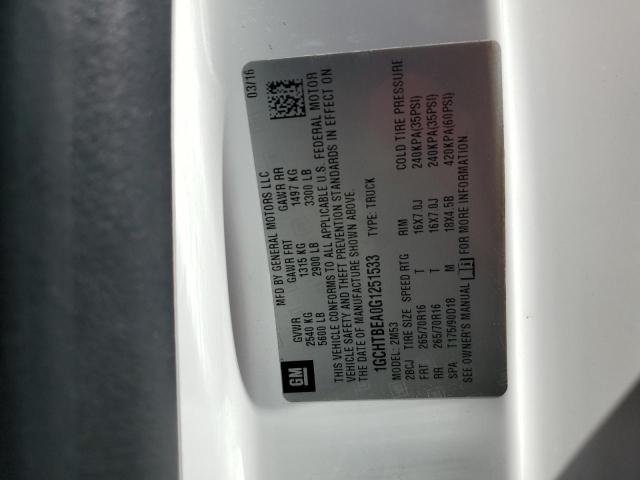 GM
MFD BY GENERAL MOTORS LLC
03/16
GVWR GAWR FRT GAWR RR
2540 KG 1315 KG 1497 KG
5600 LB 2900 LB 3300 LB
THIS VEHICLE CONFORMS TO ALL APPLICABLE U.S. FEDERAL MOTOR
VEHICLE SAFETY AND THEFT PREVENTION STANDARDS IN EFFECT ON
THE DATE OF MANUFACTURE SHOWN ABOVE.
1GCHTBEA0G1251533 TYPE: TRUCK
MODEL: 2M53
2BCJ TIRE SIZE SPEED RTG RIM COLD TIRE PRESSURE
FRT 265/70R16 T 16X7.0J 240KPA(35PSI)
RR 265/70R16 T 16X7.0J 240KPA(35PSI)
SPA T175/90D18 M 18X4.5B 420KPA(60PSI)
SEE OWNER'S MANUAL FOR MORE INFORMATION